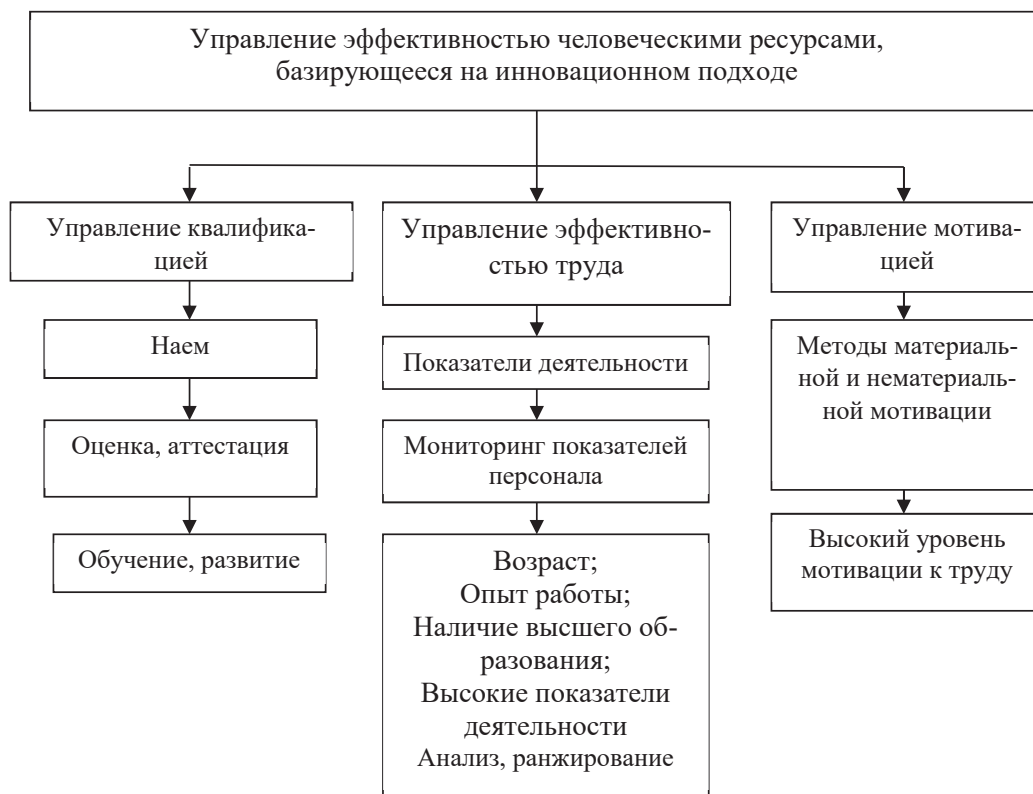 Управление эффективностью человеческими ресурсами,
базирующееся на инновационном подходе
Управление квалифика-
цией
Наем
Оценка, аттестация
Обучение, развитие
Управление эффективно-
стью труда
Показатели деятельности
Мониторинг показателей
персонала
Возраст;
Опыт работы;
Наличие высшего об-
разования;
Высокие показатели
деятельности
Анализ, ранжирование
Управление мотива-
цией
Методы материаль-
ной и нематериаль-
ной мотивации
Высокий уровень
мотивации к труду